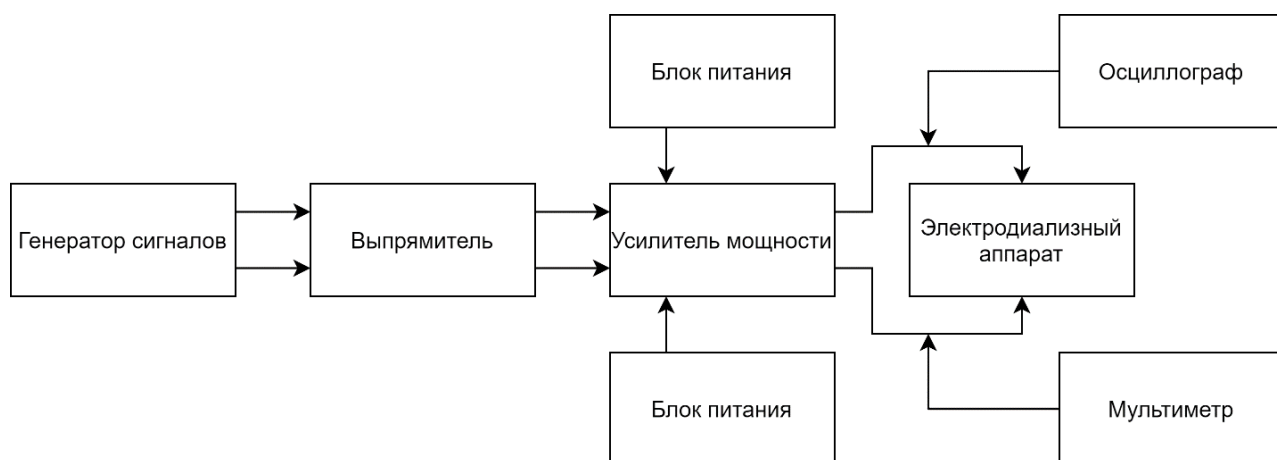 Блок питания
Осциллограф
Генератор сигналов
Выпрямитель
Усилитель мощности
Электродиализный
аппарат
Блок питания
Мультиметр